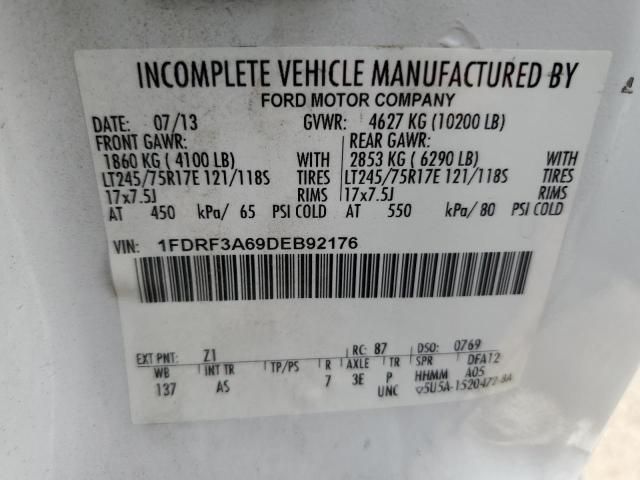 INCOMPLETE VEHICLE MANUFACTURED BY
FORD MOTOR COMPANY
DATE: 07/13 GVWR: 4627 KG (10200 LB)
FRONT GAWR: REAR GAWR:
1860 KG (4100 LB) WITH 2853 KG (6290 LB) WITH
LT245/75R17E 121/118S TIRES LT245/75R17E 121/118S TIRES
17x7.5J RIMS 17x7.5J RIMS
AT 450 kPa/ 65 PSI COLD AT 550 kPa/ 80 PSI COLD
VIN: 1FDRF3A69DEB92176
EXT PNT: Z1 RC: 87 DSO: 0769
WB INT TR TP/PS R AXLE TR SPR DFA12
137 AS 7 3E P HHMM A05
UNC 5U5A-1520472-BA